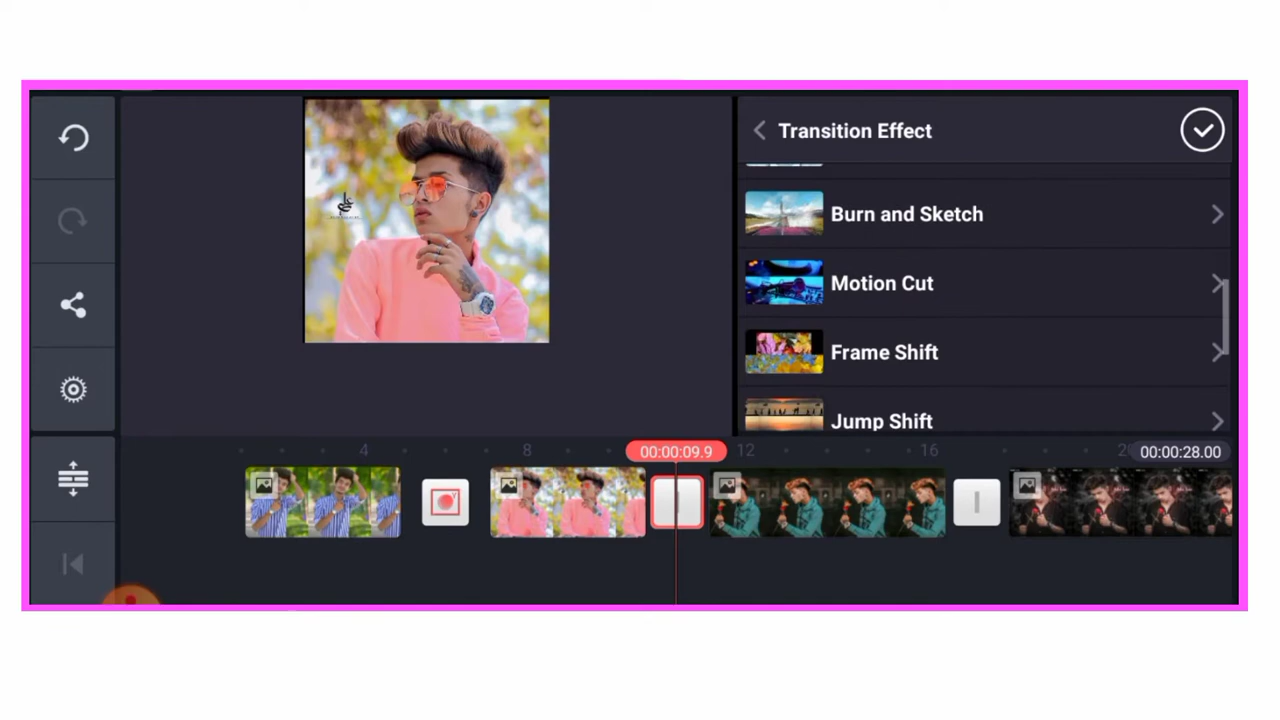 Transition Effect
Burn and Sketch
Motion Cut
Frame Shift
Jump Shift
4
8
00:00:09.9
12
16
00:00:28.00